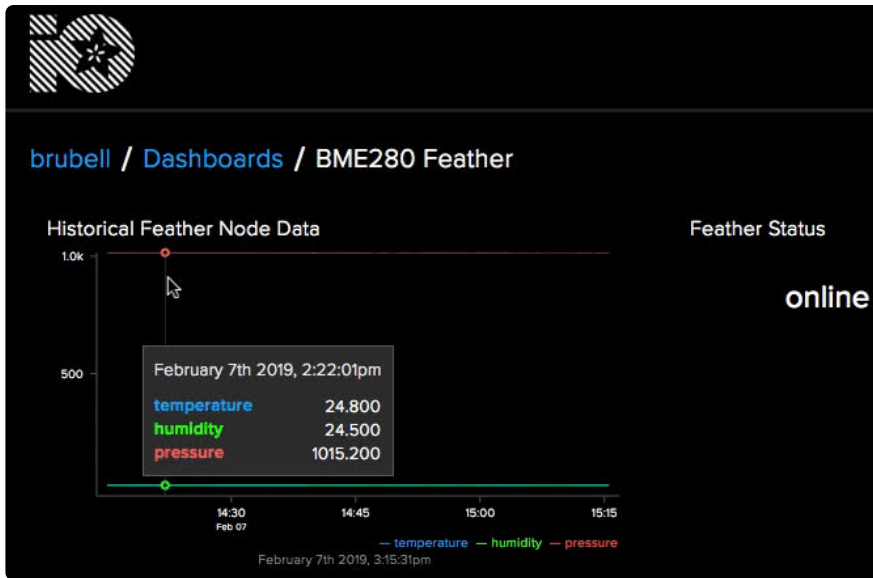 iO
brubell / Dashboards / BME280 Feather
Historical Feather Node Data
Feather Status
online
1.0k
500
February 7th 2019, 2:22:01pm
temperature 24.800
humidity 24.500
pressure 1015.200
14:30 14:45 15:00 15:15
Feb 07
temperature humidity pressure
February 7th 2019, 3:15:31pm